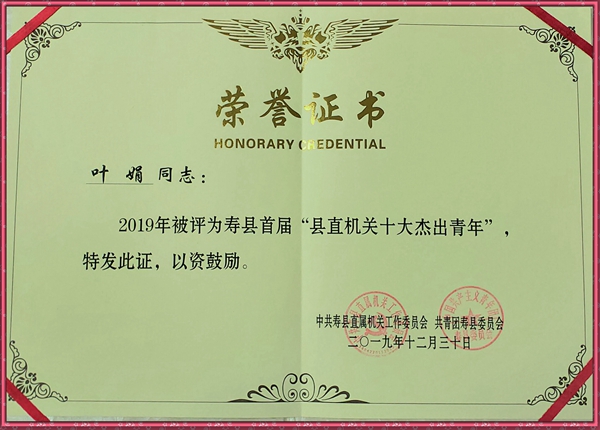 荣誉证书
HONORARY CREDENTIAL
叶娟 同志：
2019年被评为寿县首届“县直机关十大杰出青年”，
特发此证，以资鼓励。
中共寿县直属机关工作委员会 共青团寿县委员会
二〇一九年十二月三十日